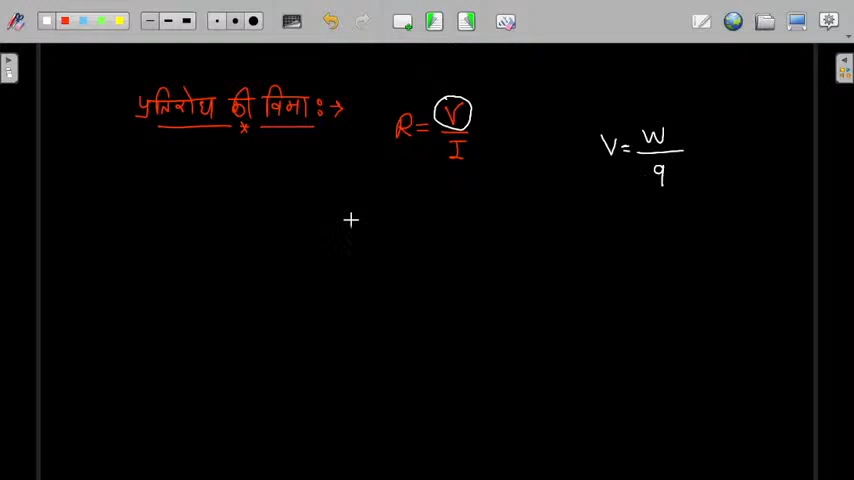 प्रतिरोध की विमा :→ R = V / I
V = W / q